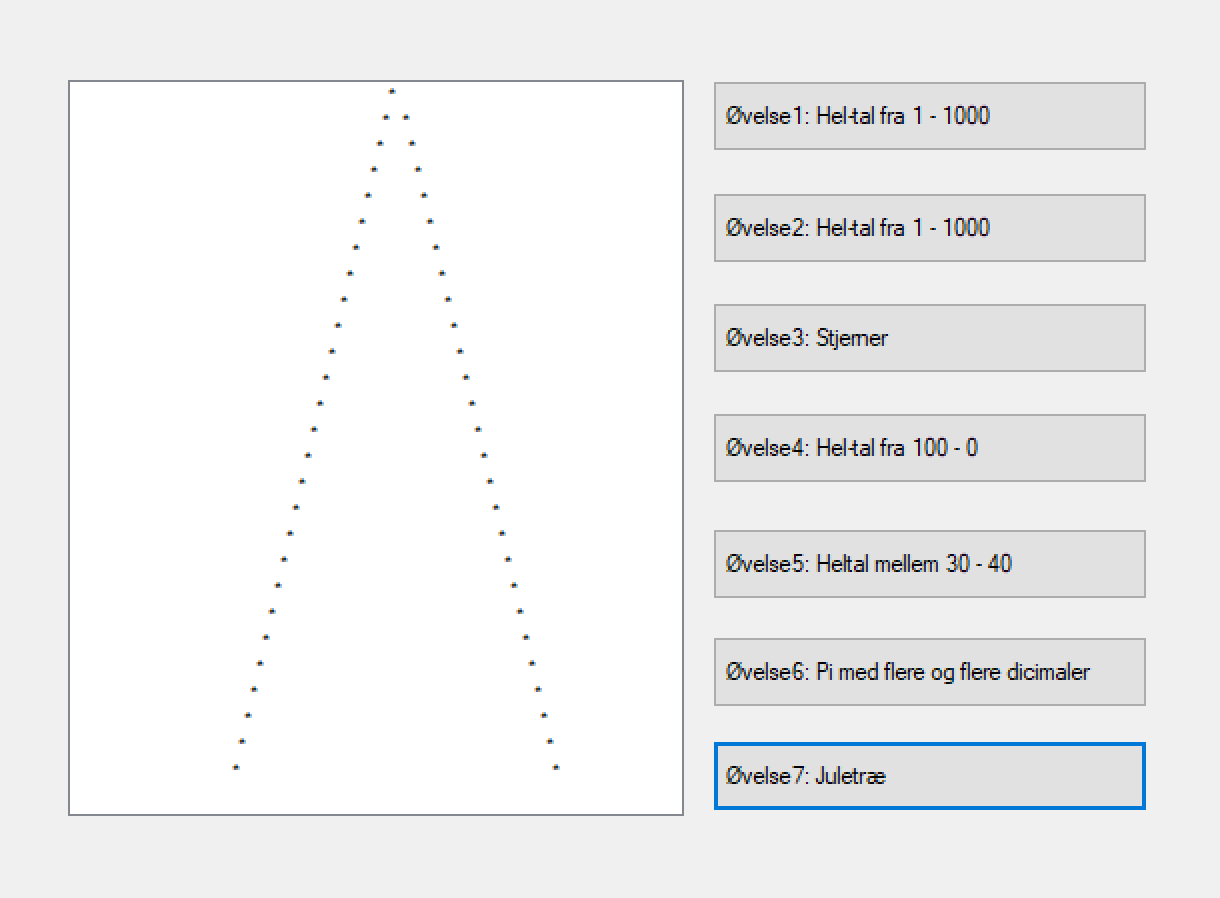 Øvelse1: Hel-tal fra 1 - 1000
Øvelse2: Hel-tal fra 1 - 1000
Øvelse3: Stjerner
Øvelse4: Hel-tal fra 100 - 0
Øvelse5: Heltal mellem 30 - 40
Øvelse6: Pi med flere og flere dicimaler
Øvelse7: Juletræ